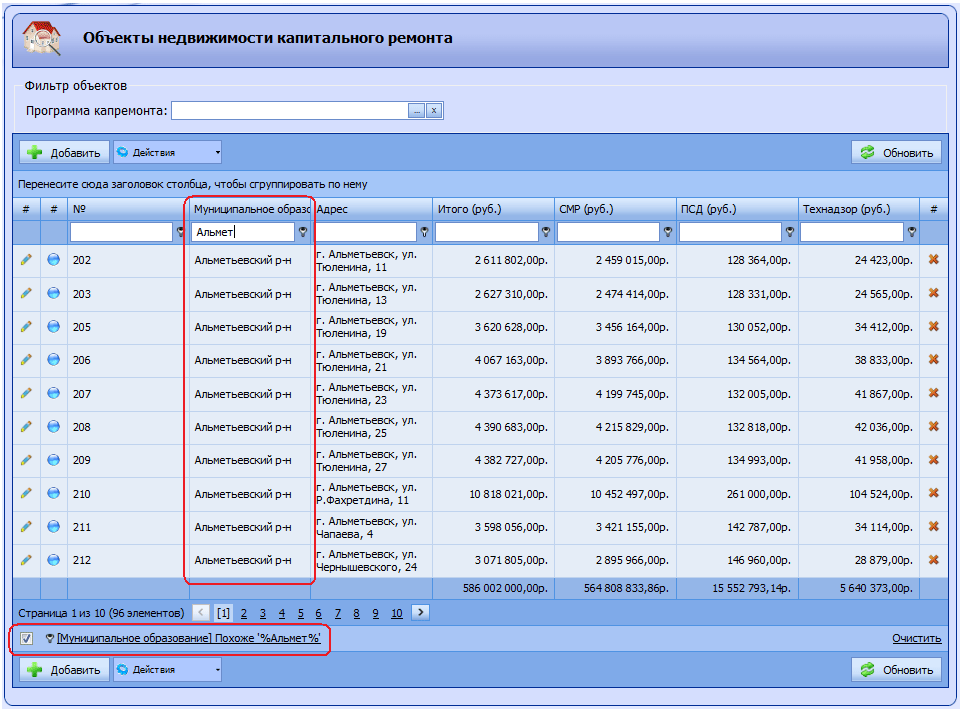 Объекты недвижимости капитального ремонта
Фильтр объектов
Программа капремонта: ... x
Добавить Действия Обновить
Перенесите сюда заголовок столбца, чтобы сгруппировать по нему
# # № Муниципальное образо Адрес Итого (руб.) СМР (руб.) ПСД (руб.) Технадзор (руб.) #
Альмет
202 Альметьевский р-н г. Альметьевск, ул. Тюленина, 11 2 611 802,00р. 2 459 015,00р. 128 364,00р. 24 423,00р.
203 Альметьевский р-н г. Альметьевск, ул. Тюленина, 13 2 627 310,00р. 2 474 414,00р. 128 331,00р. 24 565,00р.
205 Альметьевский р-н г. Альметьевск, ул. Тюленина, 19 3 620 628,00р. 3 456 164,00р. 130 052,00р. 34 412,00р.
206 Альметьевский р-н г. Альметьевск, ул. Тюленина, 21 4 067 163,00р. 3 893 766,00р. 134 564,00р. 38 833,00р.
207 Альметьевский р-н г. Альметьевск, ул. Тюленина, 23 4 373 617,00р. 4 199 745,00р. 132 005,00р. 41 867,00р.
208 Альметьевский р-н г. Альметьевск, ул. Тюленина, 25 4 390 683,00р. 4 215 829,00р. 132 818,00р. 42 036,00р.
209 Альметьевский р-н г. Альметьевск, ул. Тюленина, 27 4 382 727,00р. 4 205 776,00р. 134 993,00р. 41 958,00р.
210 Альметьевский р-н г. Альметьевск, ул. Р.Фахретдина, 11 10 818 021,00р. 10 452 497,00р. 261 000,00р. 104 524,00р.
211 Альметьевский р-н г. Альметьевск, ул. Чапаева, 4 3 598 056,00р. 3 421 155,00р. 142 787,00р. 34 114,00р.
212 Альметьевский р-н г. Альметьевск, ул. Чернышевского, 24 3 071 805,00р. 2 895 966,00р. 146 960,00р. 28 879,00р.
586 002 000,00р. 564 808 833,86р. 15 552 793,14р. 5 640 373,00р.
Страница 1 из 10 (96 элементов) < [1] 2 3 4 5 6 7 8 9 10 >
[Муниципальное образование] Похоже '%Альмет%' Очистить
Добавить Действия Обновить